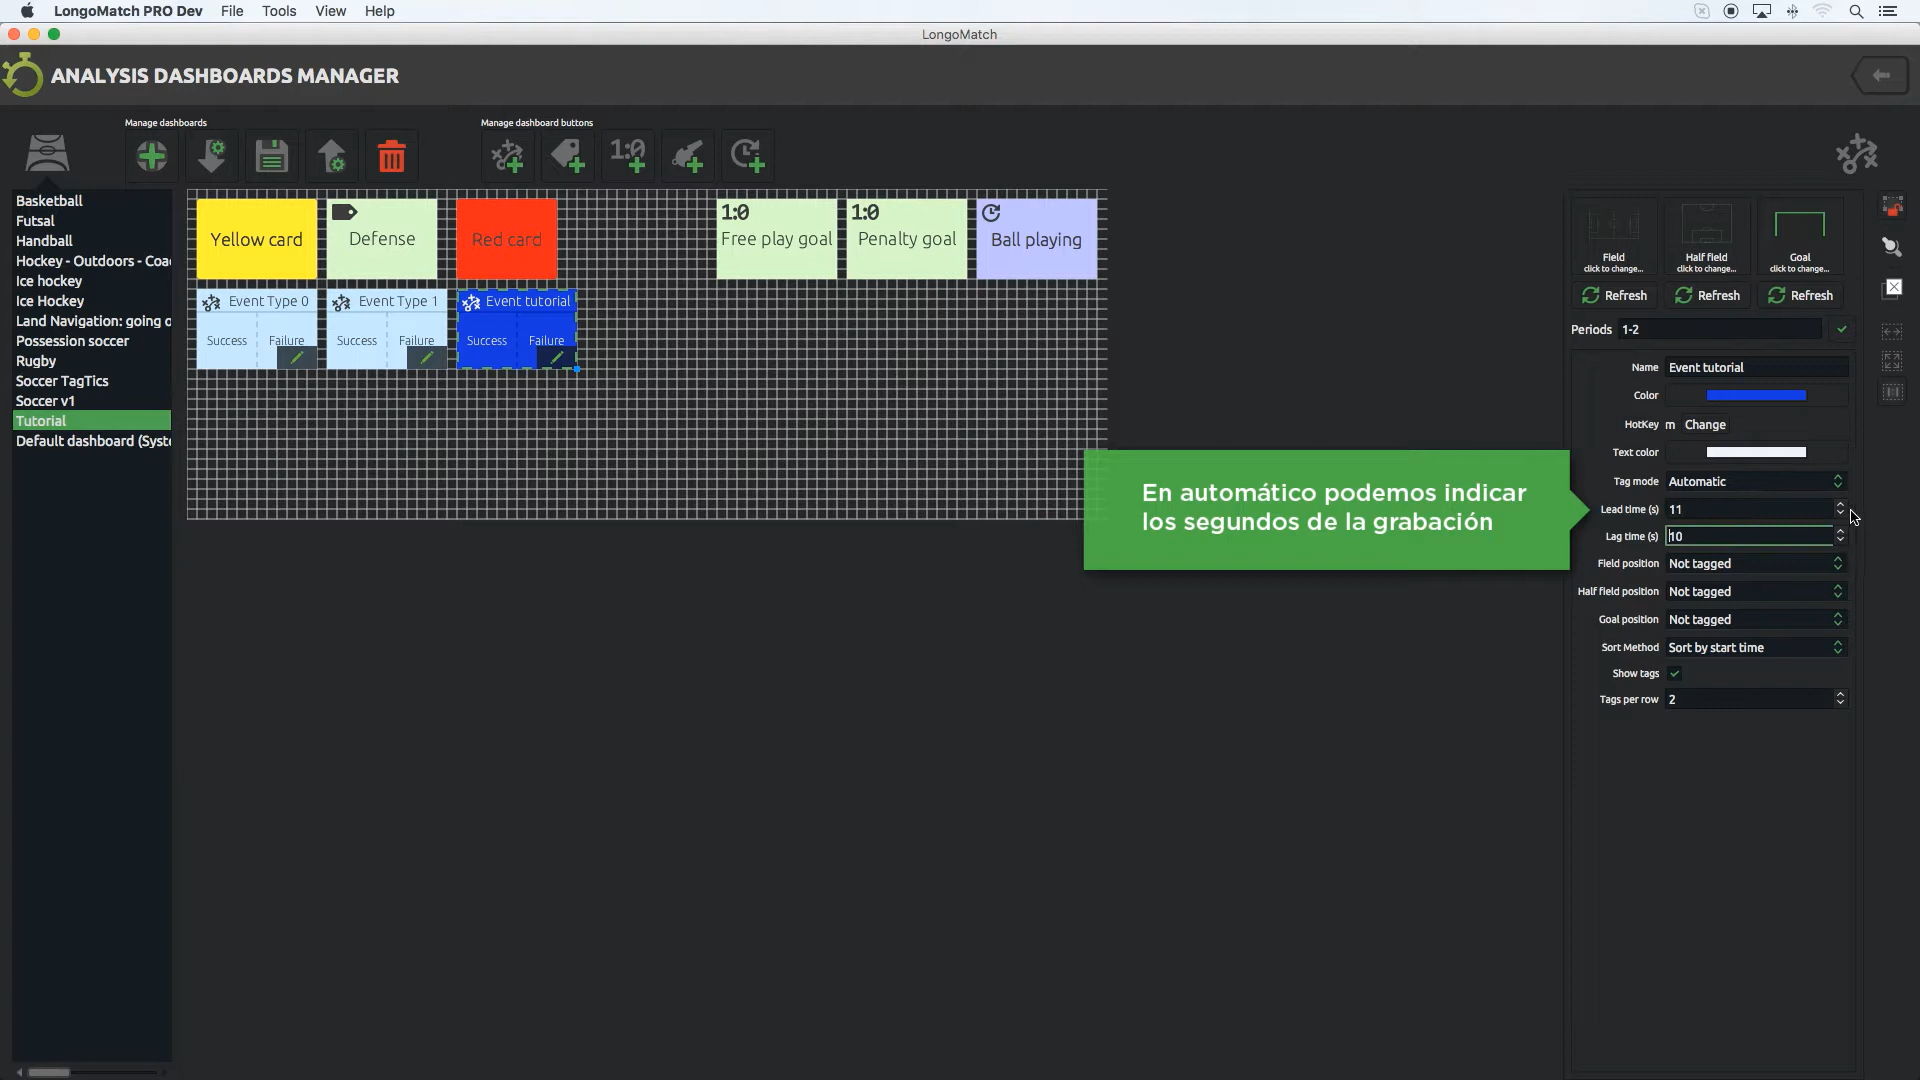 LongoMatch PRO Dev File Tools View Help
LongoMatch
ANALYSIS DASHBOARDS MANAGER
Manage dashboards
Manage dashboard buttons
1:0
Basketball
Futsal
Handball
Hockey - Outdoors - Coa
Ice hockey
Ice Hockey
Land Navigation: going o
Possession soccer
Rugby
Soccer TagTics
Soccer v1
Tutorial
Default dashboard (Syste
Yellow card
Defense
Red card
1:0
Free play goal
1:0
Penalty goal
Ball playing
Event Type 0
Success Failure
Event Type 1
Success Failure
Event tutorial
Success Failure
En automático podemos indicar
los segundos de la grabación
Field
click to change...
Half field
click to change...
Goal
click to change...
Refresh Refresh Refresh
Periods 1-2
Name Event tutorial
Color
HotKey m Change
Text color
Tag mode Automatic
Lead time (s) 11
Lag time (s) 10
Field position Not tagged
Half field position Not tagged
Goal position Not tagged
Sort Method Sort by start time
Show tags
Tags per row 2